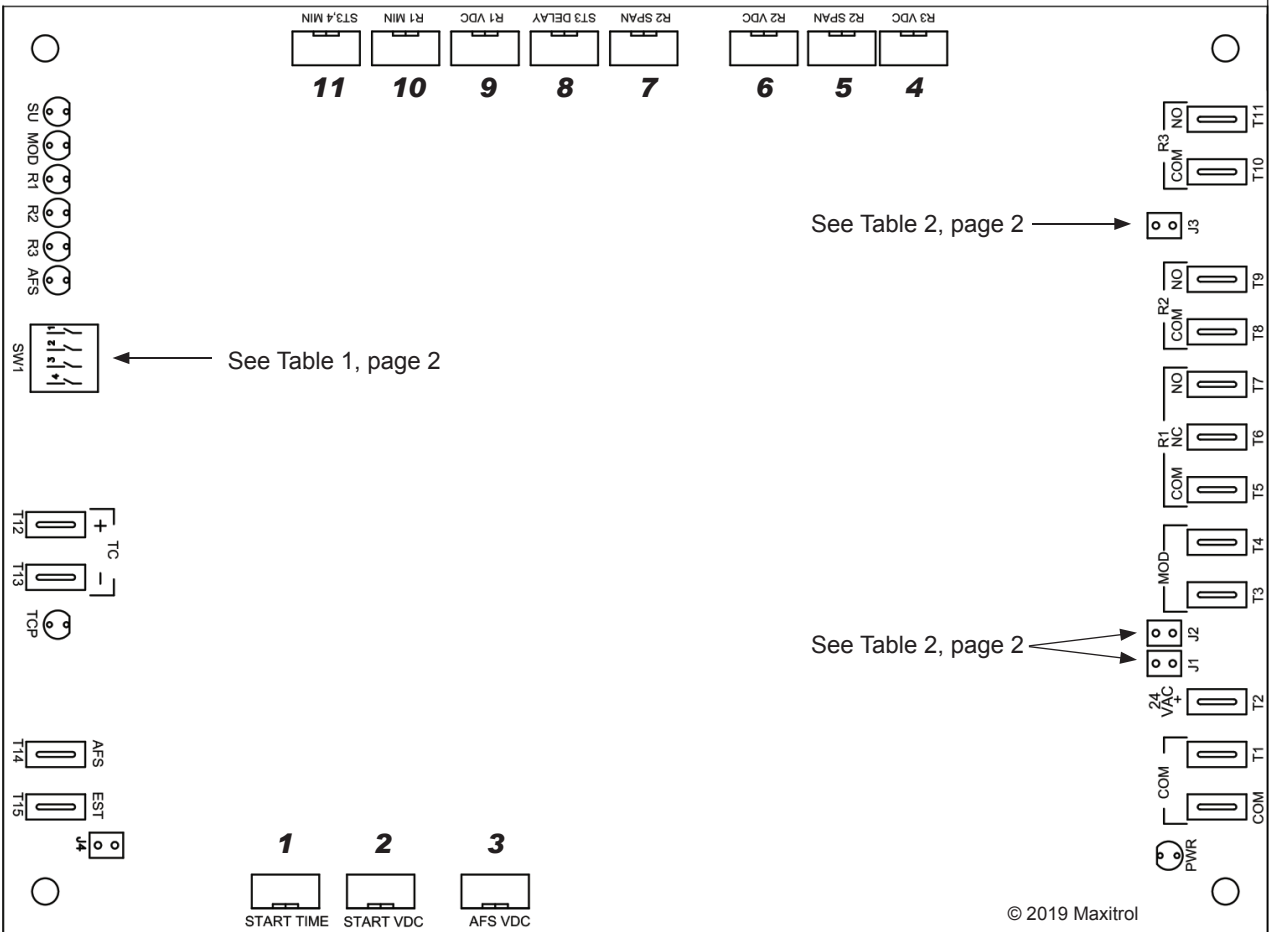 ST3,4 MIN
R1 MIN
R1 VDC
ST3 DELAY
R2 SPAN
R2 VDC
R2 SPAN
R3 VDC
11
10
9
8
7
6
5
4
SU
MOD
R1
R2
R3
AFS
SW1
1
2
3
4
See Table 1, page 2
T12
+
TC
T13
-
TCP
T14
AFS
T15
EST
J4
1
2
3
START TIME
START VDC
AFS VDC
R3
NO
T11
COM
T10
See Table 2, page 2
J3
R2
NO
T9
COM
T8
R1
NO
T7
NC
T6
COM
T5
MOD
T4
T3
See Table 2, page 2
J2
J1
24
VAC
+
T2
COM
T1
COM
PWR
© 2019 Maxitrol